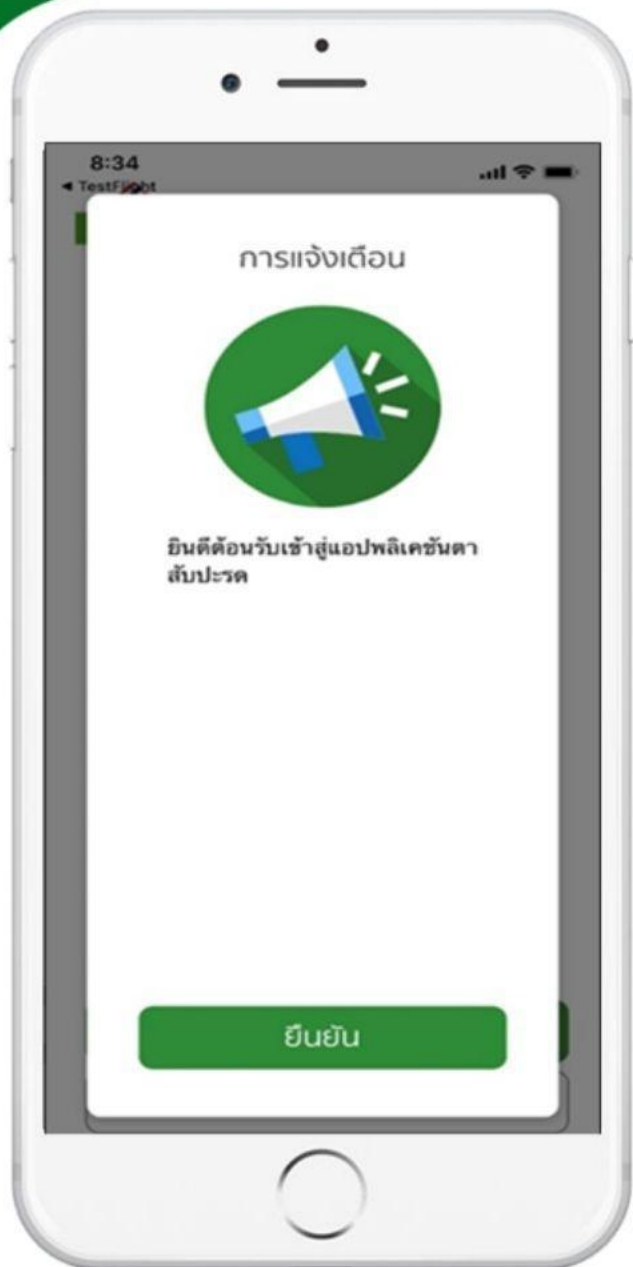 8:34
◀ TestFlight
การแจ้งเตือน
ยินดีต้อนรับเข้าสู่แอปพลิเคชันตา
สับปะรด
ยืนยัน